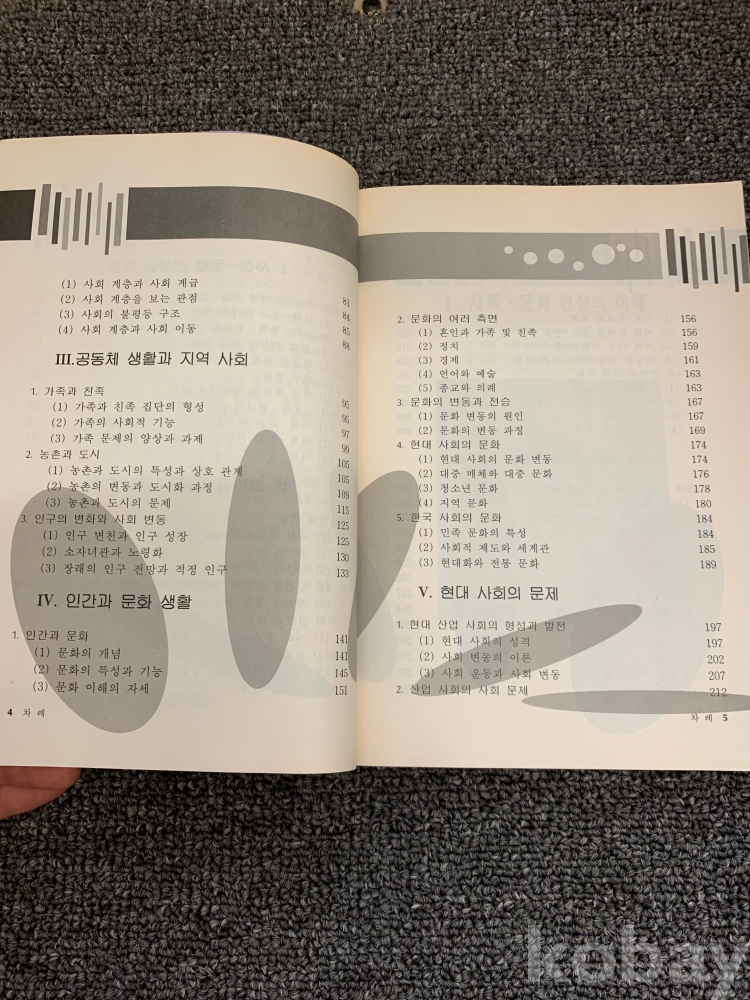 (1) 사회 계층과 사회 계급 81
(2) 사회 계층을 보는 관점 84
(3) 사회의 불평등 구조 85
(4) 사회 계층과 사회 이동 88
III.공동체 생활과 지역 사회
1. 가족과 친족 95
(1) 가족과 친족 집단의 형성 95
(2) 가족의 사회적 기능 97
(3) 가족 문제의 양상과 과제 99
2. 농촌과 도시 105
(1) 농촌과 도시의 특성과 상호 관계 105
(2) 농촌의 변동과 도시화 과정 109
(3) 농촌과 도시의 문제 115
3. 인구의 변화와 사회 변동 125
(1) 인구 변천과 인구 성장 125
(2) 소자녀관과 노령화 130
(3) 장래의 인구 전망과 적정 인구 133
IV. 인간과 문화 생활
1. 인간과 문화 141
(1) 문화의 개념 141
(2) 문화의 특성과 기능 145
(3) 문화 이해의 자세 151
4 차 례
2. 문화의 여러 측면 156
(1) 혼인과 가족 및 친족 156
(2) 정치 159
(3) 경제 161
(4) 언어와 예술 163
(5) 종교와 의례 163
3. 문화의 변동과 전승 167
(1) 문화 변동의 원인 167
(2) 문화의 변동 과정 169
4. 현대 사회의 문화 174
(1) 현대 사회의 문화 변동 174
(2) 대중 매체와 대중 문화 176
(3) 청소년 문화 178
(4) 지역 문화 180
5. 한국 사회의 문화 184
(1) 민족 문화의 특성 184
(2) 사회적 제도와 세계관 185
(3) 현대화와 전통 문화 189
V. 현대 사회의 문제
1. 현대 산업 사회의 형성과 발전 197
(1) 현대 사회의 성격 197
(2) 사회 변동의 이론 202
(3) 사회 운동과 사회 변동 207
2. 산업 사회의 사회 문제 212
차 례 5
kobay